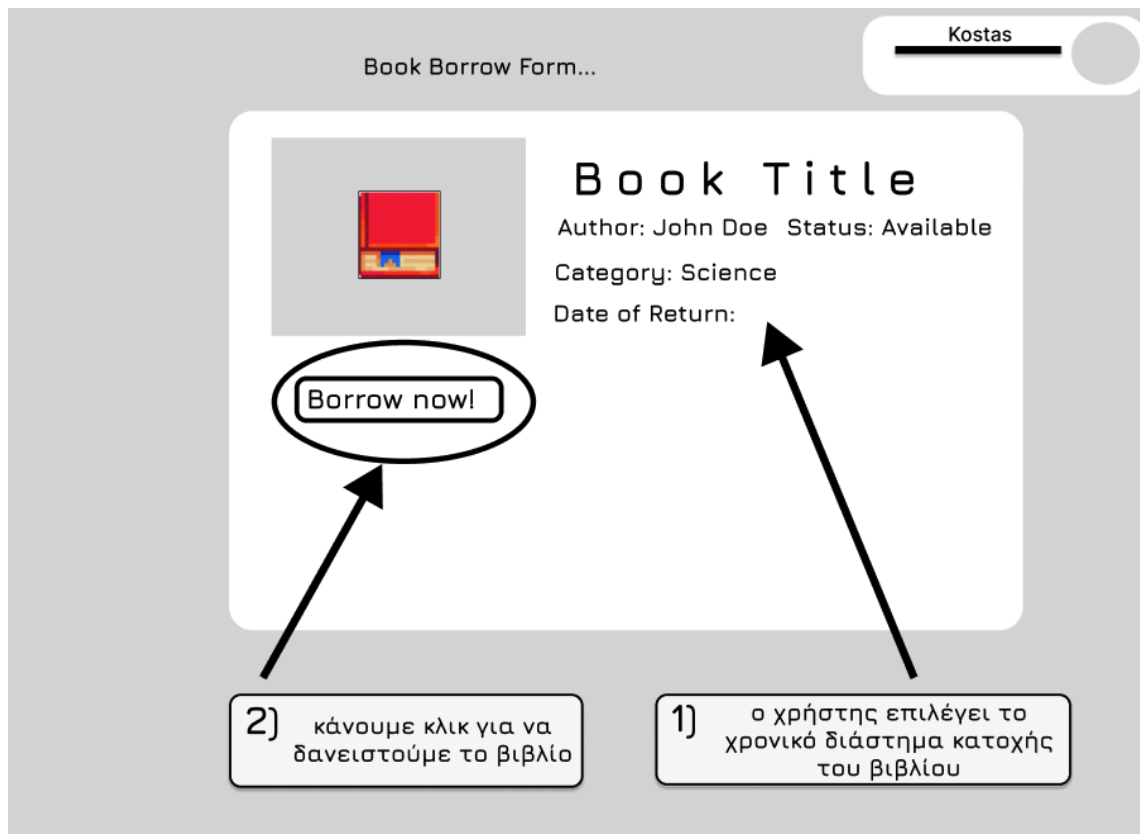 Kostas
Book Borrow Form...
Book Title
Author: John Doe Status: Available
Category: Science
Date of Return:
Borrow now!
2) κάνουμε κλικ για να
δανειστούμε το βιβλίο
1) ο χρήστης επιλέγει το
χρονικό διάστημα κατοχής
του βιβλίου